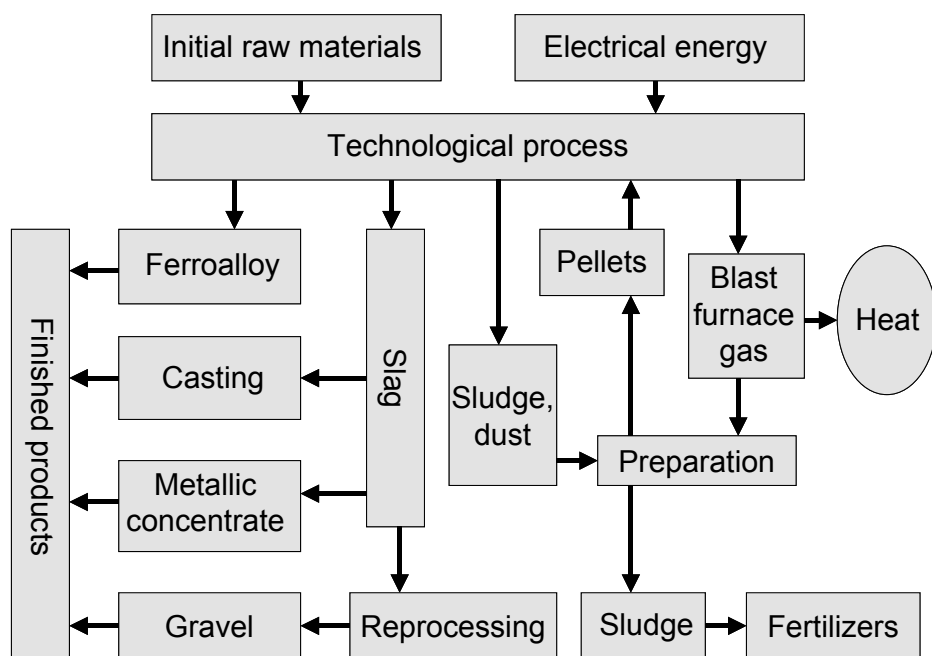 Initial raw materials
Electrical energy
Technological process
Ferroalloy
Pellets
Blast
furnace
gas
Heat
Finished products
Slag
Casting
Sludge,
dust
Preparation
Metallic
concentrate
Gravel
Reprocessing
Sludge
Fertilizers